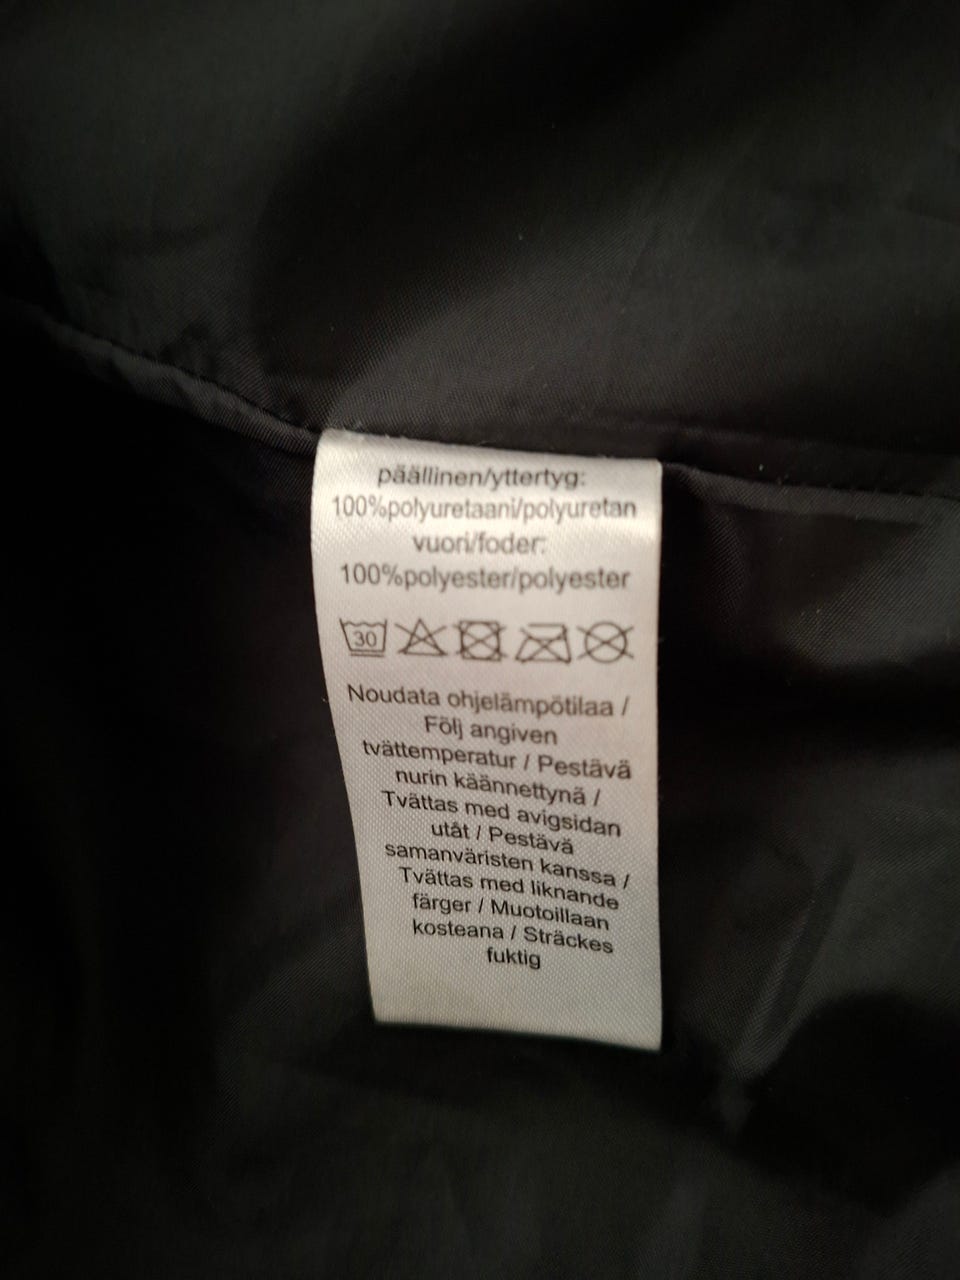 päällinen/yttertyg:
100%polyuretaani/polyuretan
vuori/foder:
100%polyester/polyester
30
Noudata ohjelämpötilaa /
Följ angiven
tvättemperatur / Pestävä
nurin käännettynä /
Tvättas med avigsidan
utåt / Pestävä
samanväristen kanssa /
Tvättas med liknande
färger / Muotoillaan
kosteana / Sträckes
fuktig